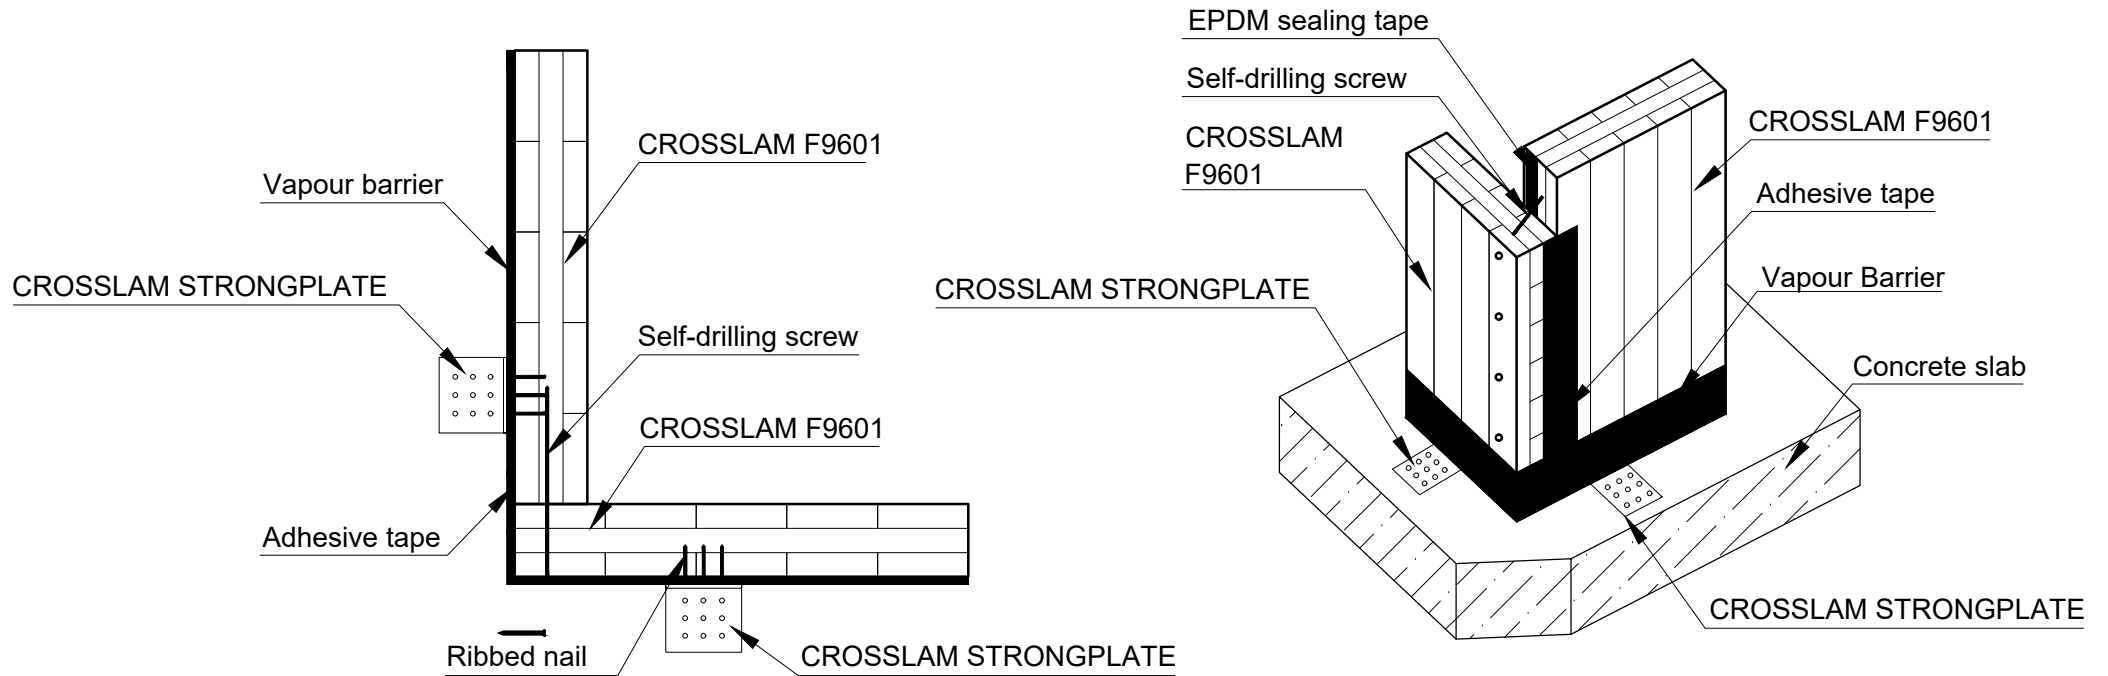 CROSSLAM F9601
Vapour barrier
CROSSLAM STRONGPLATE
Self-drilling screw
CROSSLAM F9601
Adhesive tape
Ribbed nail
CROSSLAM STRONGPLATE
EPDM sealing tape
Self-drilling screw
CROSSLAM
F9601
CROSSLAM F9601
Adhesive tape
Vapour Barrier
CROSSLAM STRONGPLATE
Concrete slab
CROSSLAM STRONGPLATE